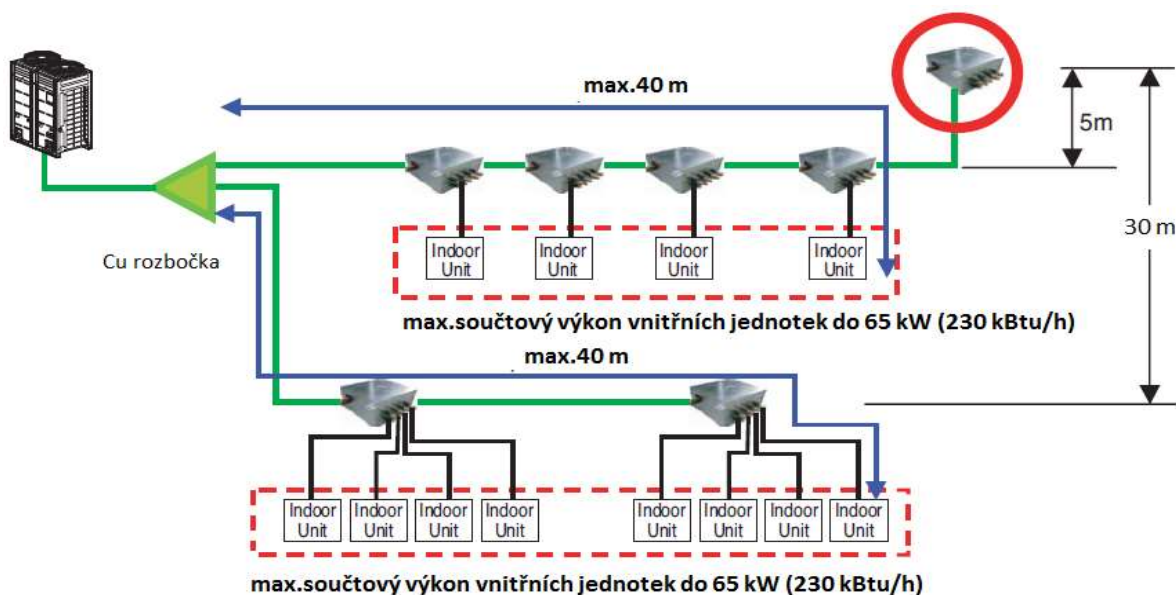 max.40 m
5m
30 m
Cu rozbočka
Indoor
Unit
Indoor
Unit
Indoor
Unit
Indoor
Unit
max.součtový výkon vnitřních jednotek do 65 kW (230 kBtu/h)
max.40 m
Indoor
Unit
Indoor
Unit
Indoor
Unit
Indoor
Unit
Indoor
Unit
Indoor
Unit
Indoor
Unit
Indoor
Unit
max.součtový výkon vnitřních jednotek do 65 kW (230 kBtu/h)